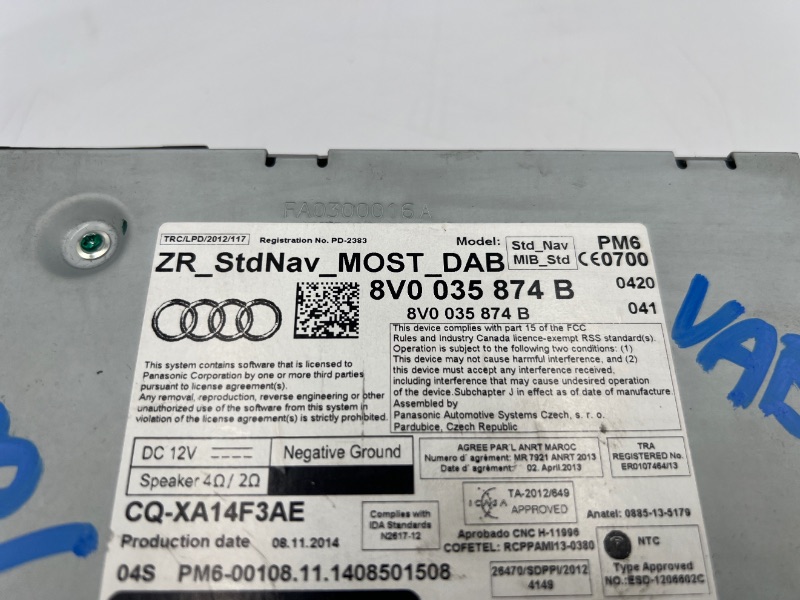 RA0300016A
TRC/LPD/2012/117
Registration No. PD-2383
Model: Std_Nav MIB_Std
PM6
ZR_StdNav_MOST_DAB
CE0700
8V0 035 874 B
0420
8V0 035 874 B
041
This system contains software that is licensed to
Panasonic Corporation by one or more third parties
pursuant to license agreement(s).
Any removal, reproduction, reverse engineering or other
unauthorized use of the software from this system in
violation of the license agreement(s) is strictly prohibited.
This device complies with part 15 of the FCC
Rules and Industry Canada licence-exempt RSS standard(s).
Operation is subject to the following two conditions: (1)
This device may not cause harmful interference, and (2)
this device must accept any interference received,
including interference that may cause undesired operation
of the device.Subchapter J in effect as of date of manufacture.
Assembled by
Panasonic Automotive Systems Czech, s. r. o.
Pardubice, Czech Republic
DC 12V
Negative Ground
Speaker 4Ω/ 2Ω
AGREE PAR'L ANRT MAROC
Numero d`agrément: MR 7921 ANRT 2013
Date d`agrément: 02. April.2013
TRA
REGISTERED No.
ER0107464/13
CQ-XA14F3AE
Complies with
IDA Standards
N2617-12
ICASA
TA-2012/649
APPROVED
Anatel: 0885-13-5179
Production date 08.11.2014
Aprobado CNC H-11996
COFETEL: RCPPAMI13-0380
NTC
Type Approved
No.:ESD-1206602C
04S PM6-00108.11.1408501508
26470/SDPPI/2012
4149